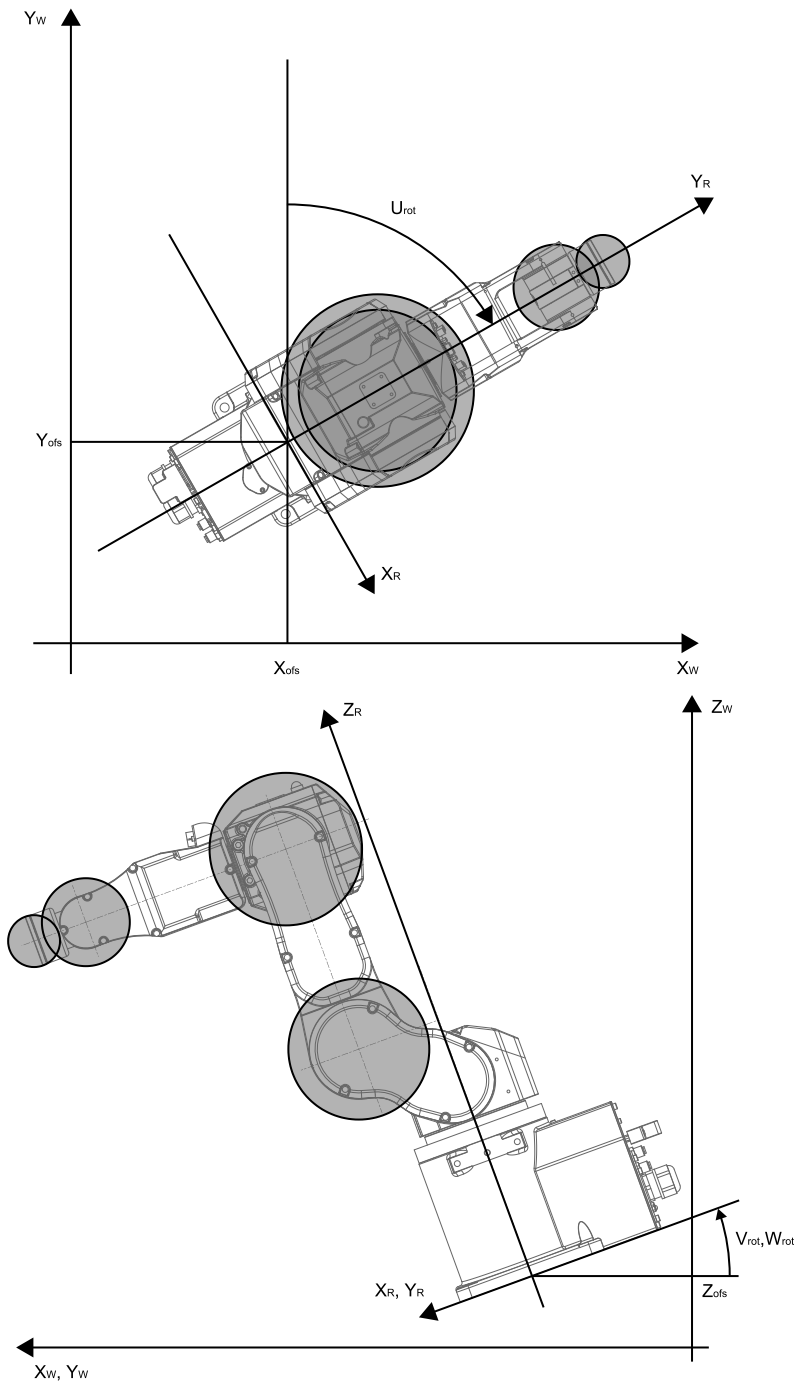 Yw
YR
Urot
Yofs
XR
Xofs
Xw
ZR
Zw
Vrot,Wrot
XR, YR
Zofs
Xw, Yw